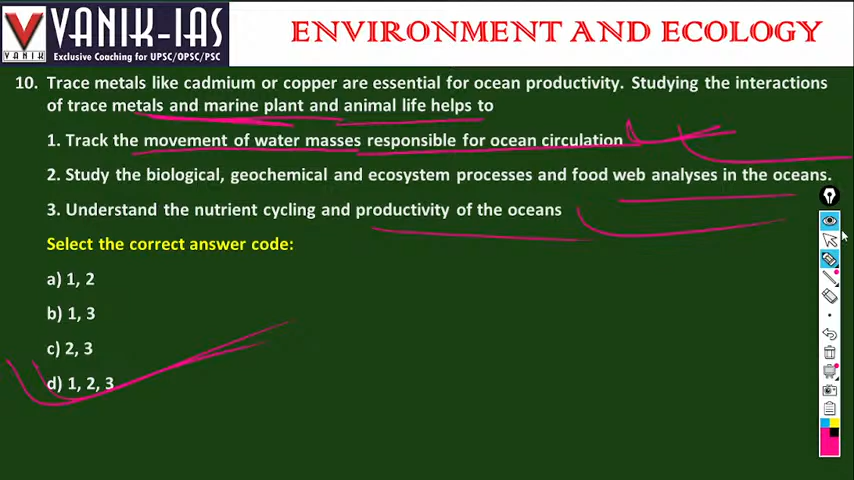 VANIK-IAS
VANIK
Exclusive Coaching for UPSC/OPSC/PSC
ENVIRONMENT AND ECOLOGY
10. Trace metals like cadmium or copper are essential for ocean productivity. Studying the interactions
of trace metals and marine plant and animal life helps to
1. Track the movement of water masses responsible for ocean circulation
2. Study the biological, geochemical and ecosystem processes and food web analyses in the oceans.
3. Understand the nutrient cycling and productivity of the oceans
Select the correct answer code:
a) 1, 2
b) 1, 3
c) 2, 3
d) 1, 2, 3